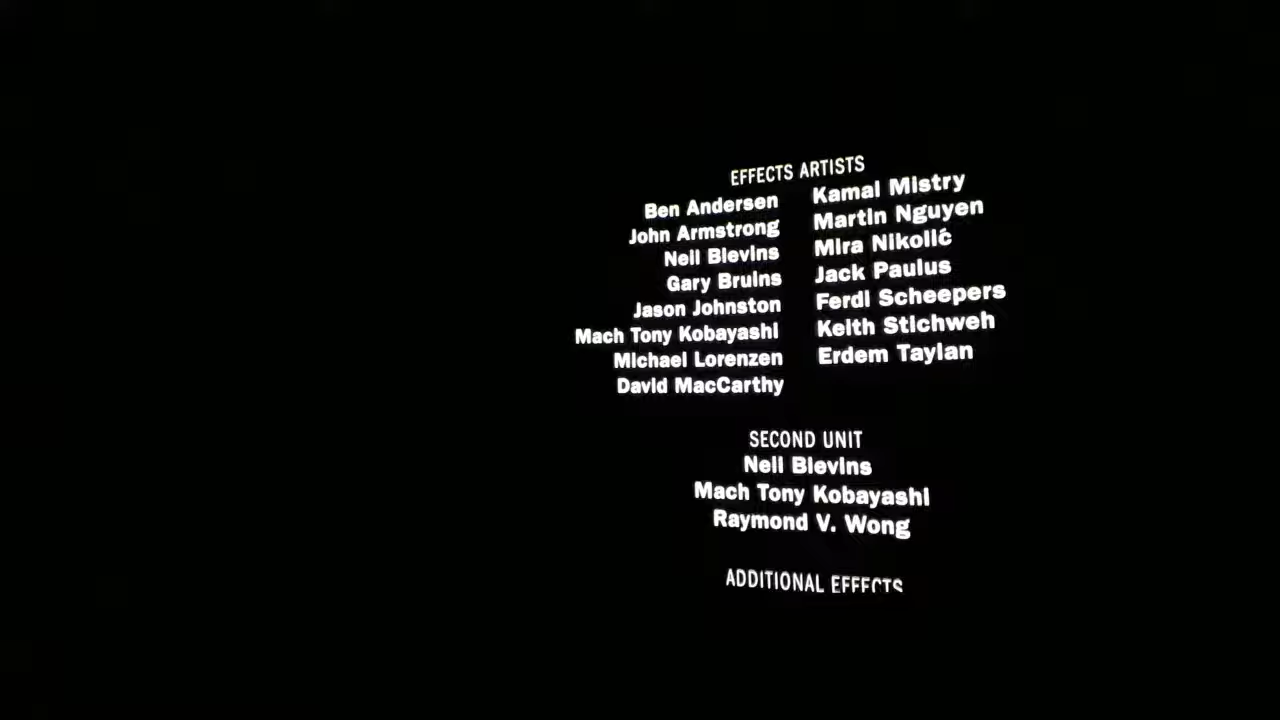 EFFECTS ARTISTS
Ben Andersen
John Armstrong
Neil Blevins
Gary Bruins
Jason Johnston
Mach Tony Kobayashi
Michael Lorenzen
David MacCarthy
Kamal Mistry
Martin Nguyen
Mira Nikolić
Jack Paulus
Ferdi Scheepers
Keith Stichweh
Erdem Taylan
SECOND UNIT
Neil Blevins
Mach Tony Kobayashi
Raymond V. Wong
ADDITIONAL EFFECTS